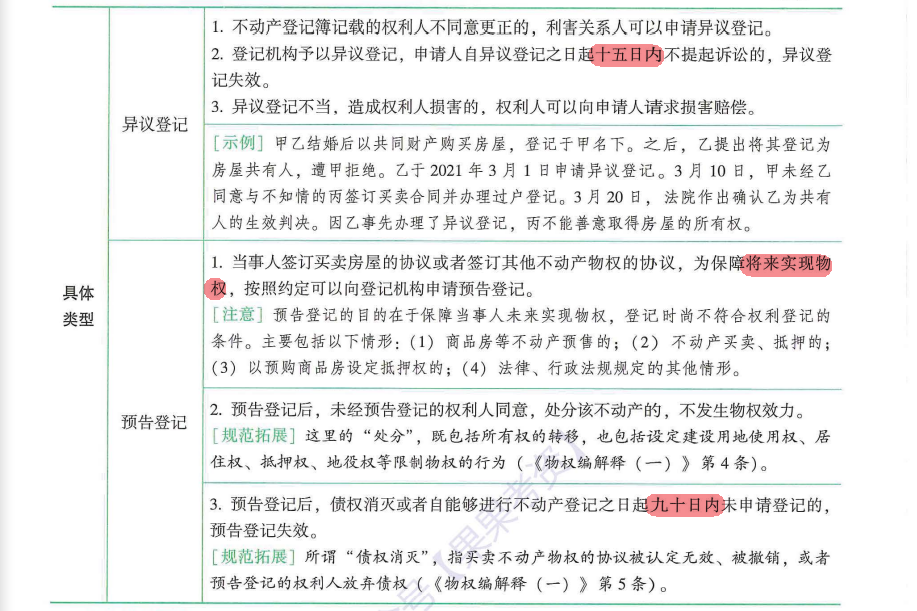 1. 不动产登记簿记载的权利人不同意更正的，利害关系人可以申请异议登记。
2. 登记机构予以异议登记，申请人自异议登记之日起十五日内不提起诉讼的，异议登
记失效。
3. 异议登记不当，造成权利人损害的，权利人可以向申请人请求损害赔偿。
异议登记
［示例］甲乙结婚后以共同财产购买房屋，登记于甲名下。之后，乙提出将其登记为
房屋共有人，遭甲拒绝。乙于 2021 年 3 月 1 日申请异议登记。3 月 10 日，甲未经乙
同意与不知情的丙签订买卖合同并办理过户登记。3 月 20 日，法院作出确认乙为共有
人的生效判决。因乙事先办理了异议登记，丙不能善意取得房屋的所有权。
具体
类型
1. 当事人签订买卖房屋的协议或者签订其他不动产物权的协议，为保障将来实现物
权，按照约定可以向登记机构申请预告登记。
［注意］预告登记的目的在于保障当事人未来实现物权，登记时尚不符合权利登记的
条件。主要包括以下情形：（1）商品房等不动产预售的；（2）不动产买卖、抵押的；
（3）以预购商品房设定抵押权的；（4）法律、行政法规规定的其他情形。
预告登记
2. 预告登记后，未经预告登记的权利人同意，处分该不动产的，不发生物权效力。
［规范拓展］这里的“处分”，既包括所有权的转移，也包括设定建设用地使用权、居
住权、抵押权、地役权等限制物权的行为（《物权编解释（一）》第 4 条）。
3. 预告登记后，债权消灭或者自能够进行不动产登记之日起九十日内未申请登记的，
预告登记失效。
［规范拓展］所谓“债权消灭”，指买卖不动产物权的协议被认定无效、被撤销，或者
预告登记的权利人放弃债权（《物权编解释（一）》第 5 条）。
号【果果考资】